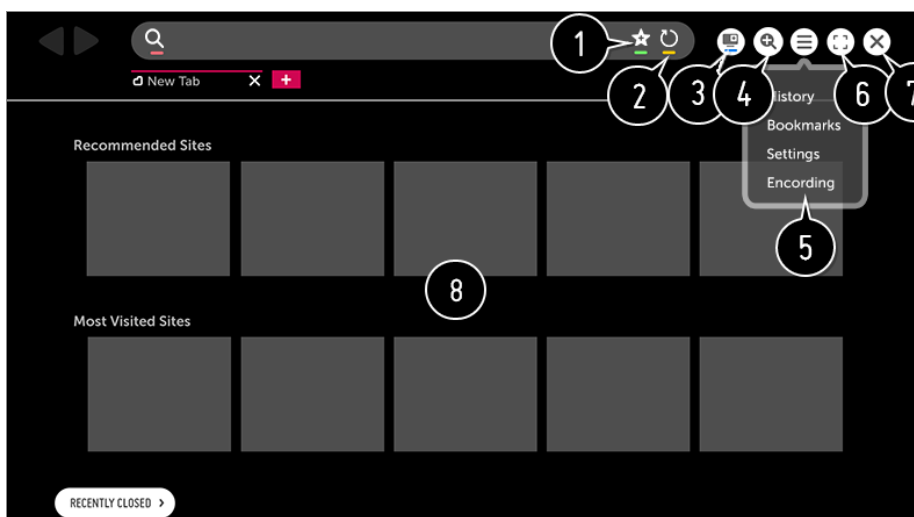 1
New Tab
2
3
4
6
7
History
Bookmarks
Settings
Encording
5
Recommended Sites
8
Most Visited Sites
RECENTLY CLOSED